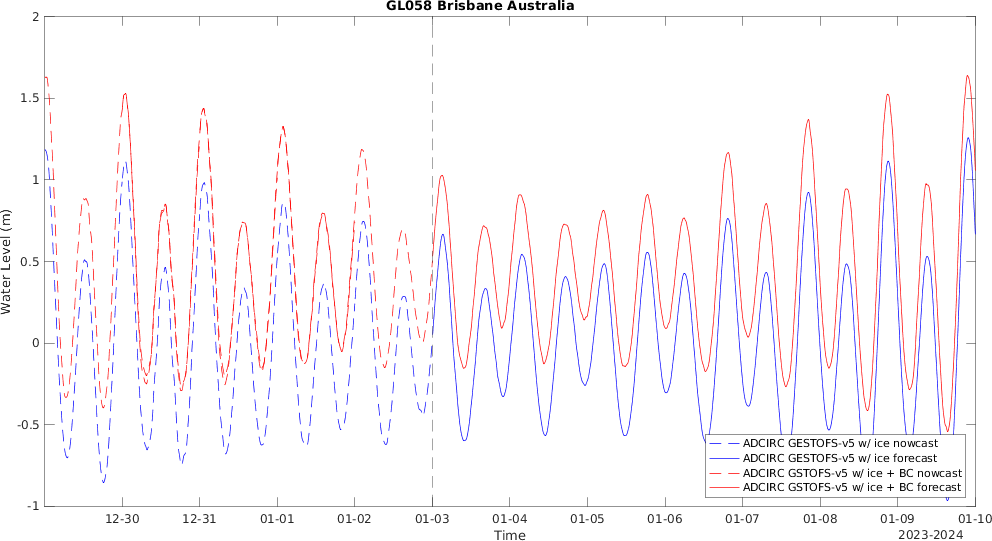 GL058 Brisbane Australia
Water Level (m)
2
1.5
1
0.5
0
-0.5
-1
12-30 12-31 01-01 01-02 01-03 01-04 01-05 01-06 01-07 01-08 01-09 01-10
Time
2023-2024
ADCIRC GESTOFS-v5 w/ ice nowcast
ADCIRC GESTOFS-v5 w/ ice forecast
ADCIRC GSTOFS-v5 w/ ice + BC nowcast
ADCIRC GSTOFS-v5 w/ ice + BC forecast